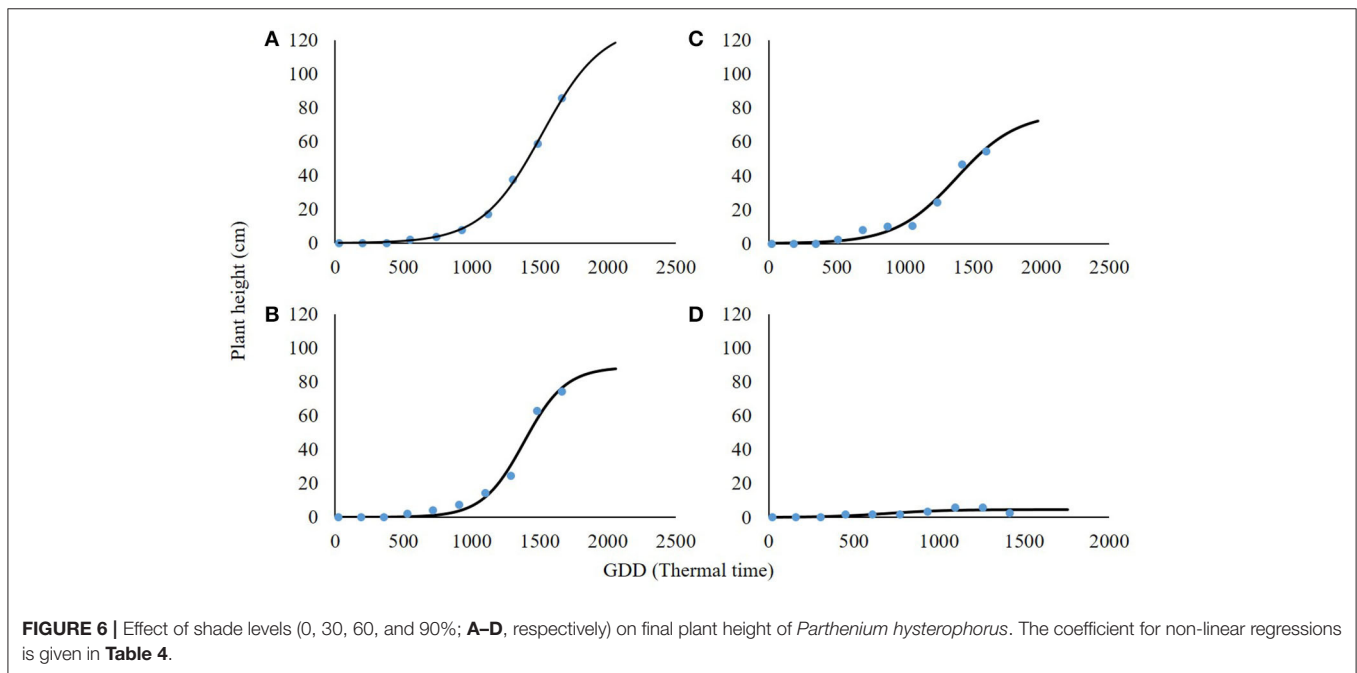 A
120
100
80
60
40
20
0
0 500 1000 1500 2000 2500
C
120
100
80
60
40
20
0
0 500 1000 1500 2000 2500
Plant height (cm)
B
120
100
80
60
40
20
0
0 500 1000 1500 2000 2500
D
120
100
80
60
40
20
0
0 500 1000 1500 2000
GDD (Thermal time)
FIGURE 6 | Effect of shade levels (0, 30, 60, and 90%; A–D, respectively) on final plant height of Parthenium hysterophorus. The coefficient for non-linear regressions
is given in Table 4.